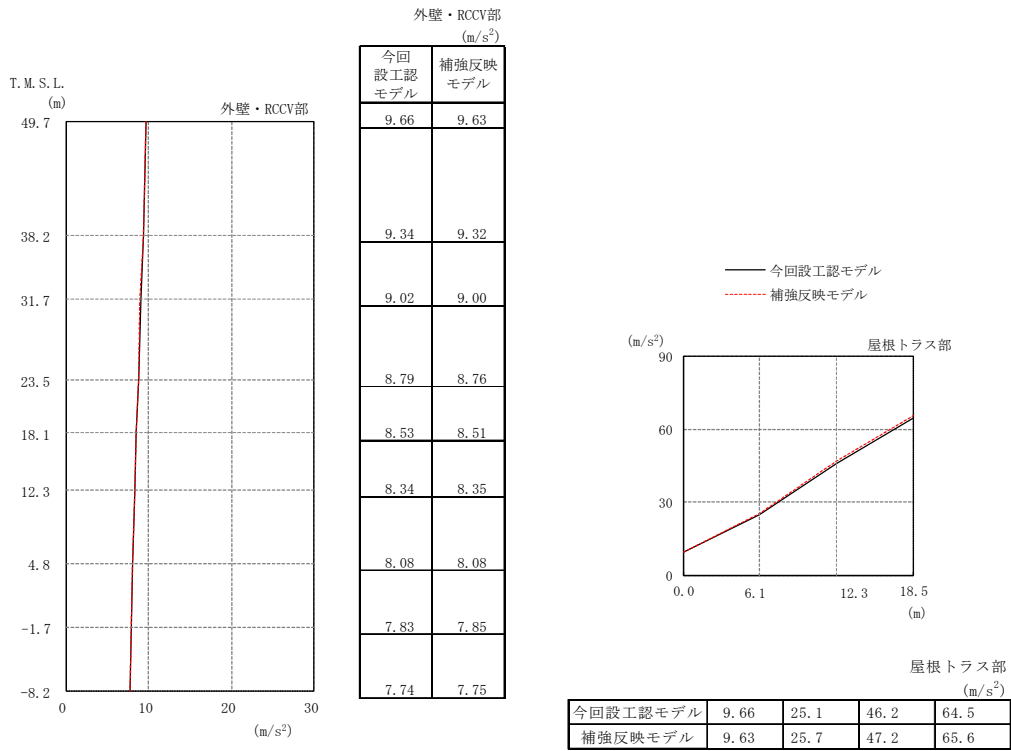 外壁・RCCV部
(m/s²)
今回
設工認
モデル
補強反映
モデル
9.66 9.63
9.34 9.32
9.02 9.00
8.79 8.76
8.53 8.51
8.34 8.35
8.08 8.08
7.83 7.85
7.74 7.75
T.M.S.L.
(m)
外壁・RCCV部
49.7
38.2
31.7
23.5
18.1
12.3
4.8
-1.7
-8.2
0 10 20 30
(m/s²)
今回設工認モデル
補強反映モデル
(m/s²)
屋根トラス部
90
60
30
0
0.0 6.1 12.3 18.5
(m)
屋根トラス部
(m/s²)
今回設工認モデル 9.66 25.1 46.2 64.5
補強反映モデル 9.63 25.7 47.2 65.6